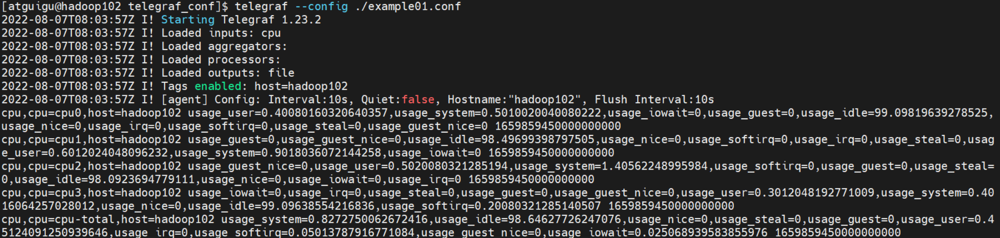 [atguigu@hadoop102 telegraf_conf]$ telegraf --config ./example01.conf
2022-08-07T08:03:57Z I! Starting Telegraf 1.23.2
2022-08-07T08:03:57Z I! Loaded inputs: cpu
2022-08-07T08:03:57Z I! Loaded aggregators:
2022-08-07T08:03:57Z I! Loaded processors:
2022-08-07T08:03:57Z I! Loaded outputs: file
2022-08-07T08:03:57Z I! Tags enabled: host=hadoop102
2022-08-07T08:03:57Z I! [agent] Config: Interval:10s, Quiet:false, Hostname:"hadoop102", Flush Interval:10s
cpu,cpu=cpu0,host=hadoop102 usage_user=0.40080160320640357,usage_system=0.5010020040080222,usage_iowait=0,usage_guest=0,usage_idle=99.09819639278525,
usage_nice=0,usage_irq=0,usage_softirq=0,usage_steal=0,usage_guest_nice=0 1659859450000000000
cpu,cpu=cpu1,host=hadoop102 usage_guest=0,usage_guest_nice=0,usage_idle=98.49699398797505,usage_nice=0,usage_softirq=0,usage_irq=0,usage_steal=0,usag
e_user=0.6012024048096232,usage_system=0.9018036072144258,usage_iowait=0 1659859450000000000
cpu,cpu=cpu2,host=hadoop102 usage_guest_nice=0,usage_user=0.5020080321285194,usage_system=1.40562248995984,usage_softirq=0,usage_guest=0,usage_steal=
0,usage_idle=98.0923694779111,usage_nice=0,usage_iowait=0,usage_irq=0 1659859450000000000
cpu,cpu=cpu3,host=hadoop102 usage_iowait=0,usage_irq=0,usage_steal=0,usage_guest=0,usage_guest_nice=0,usage_user=0.3012048192771009,usage_system=0.40
16064257028012,usage_nice=0,usage_idle=99.09638554216836,usage_softirq=0.20080321285140507 1659859450000000000
cpu,cpu=cpu-total,host=hadoop102 usage_system=0.8272750062672416,usage_idle=98.64627726247076,usage_nice=0,usage_steal=0,usage_guest=0,usage_user=0.4
5124091250939646,usage_irq=0,usage_softirq=0.05013787916771084,usage_guest_nice=0,usage_iowait=0.025068939583855976 1659859450000000000